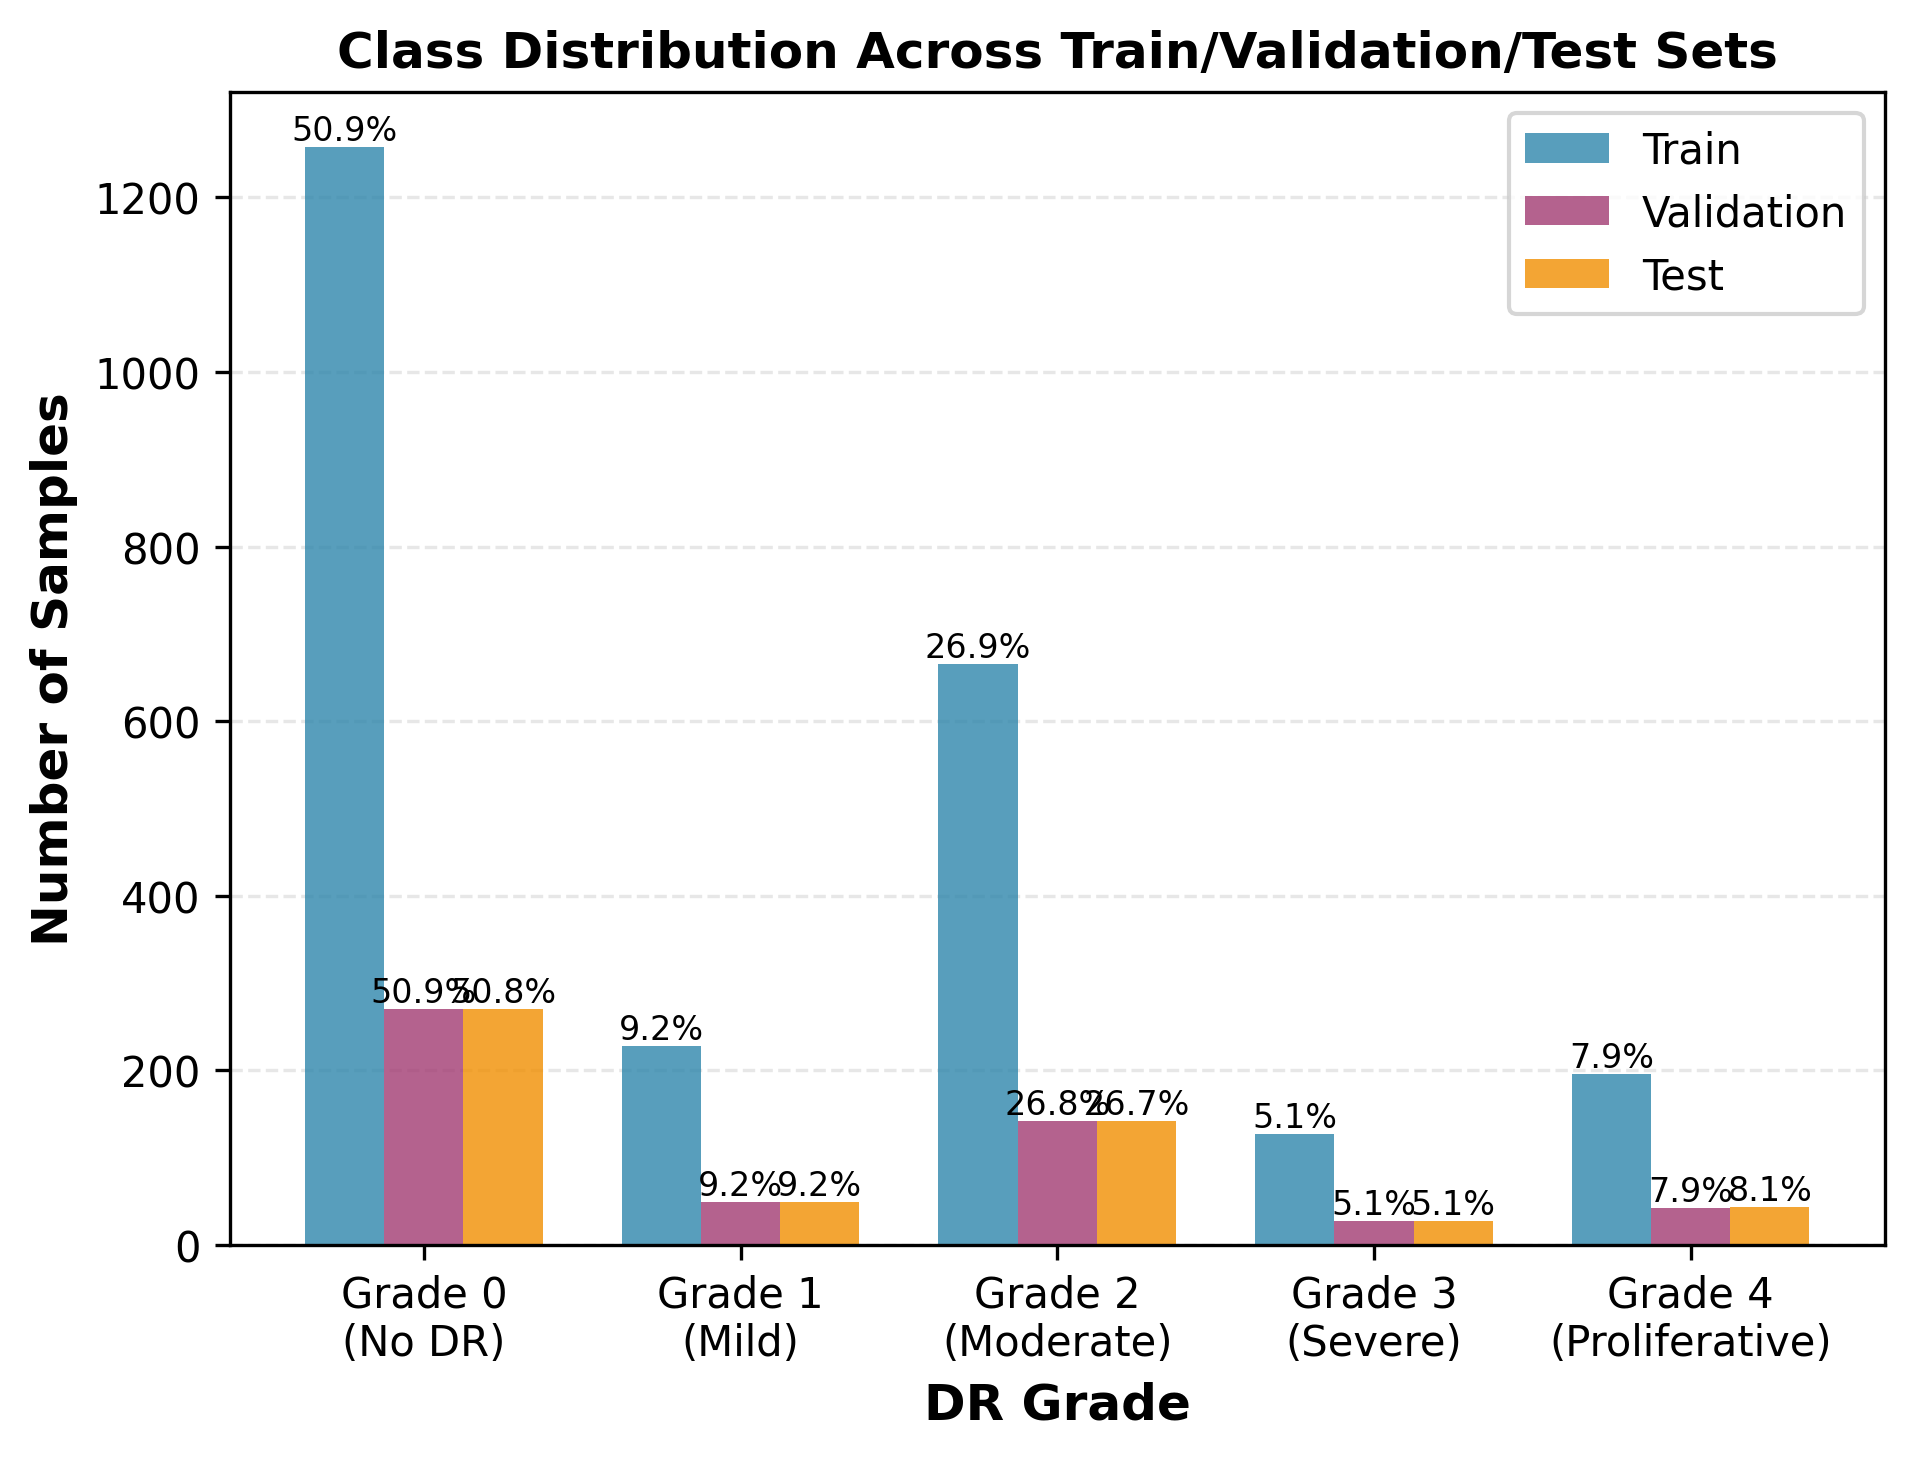 Class Distribution Across Train/Validation/Test Sets
Train
Validation
Test
Number of Samples
1200
1000
800
600
400
200
0
50.9%
50.9%
50.8%
9.2%
9.2%
9.2%
26.9%
26.8%
26.7%
5.1%
5.1%
5.1%
7.9%
7.9%
8.1%
Grade 0
(No DR)
Grade 1
(Mild)
Grade 2
(Moderate)
Grade 3
(Severe)
Grade 4
(Proliferative)
DR Grade